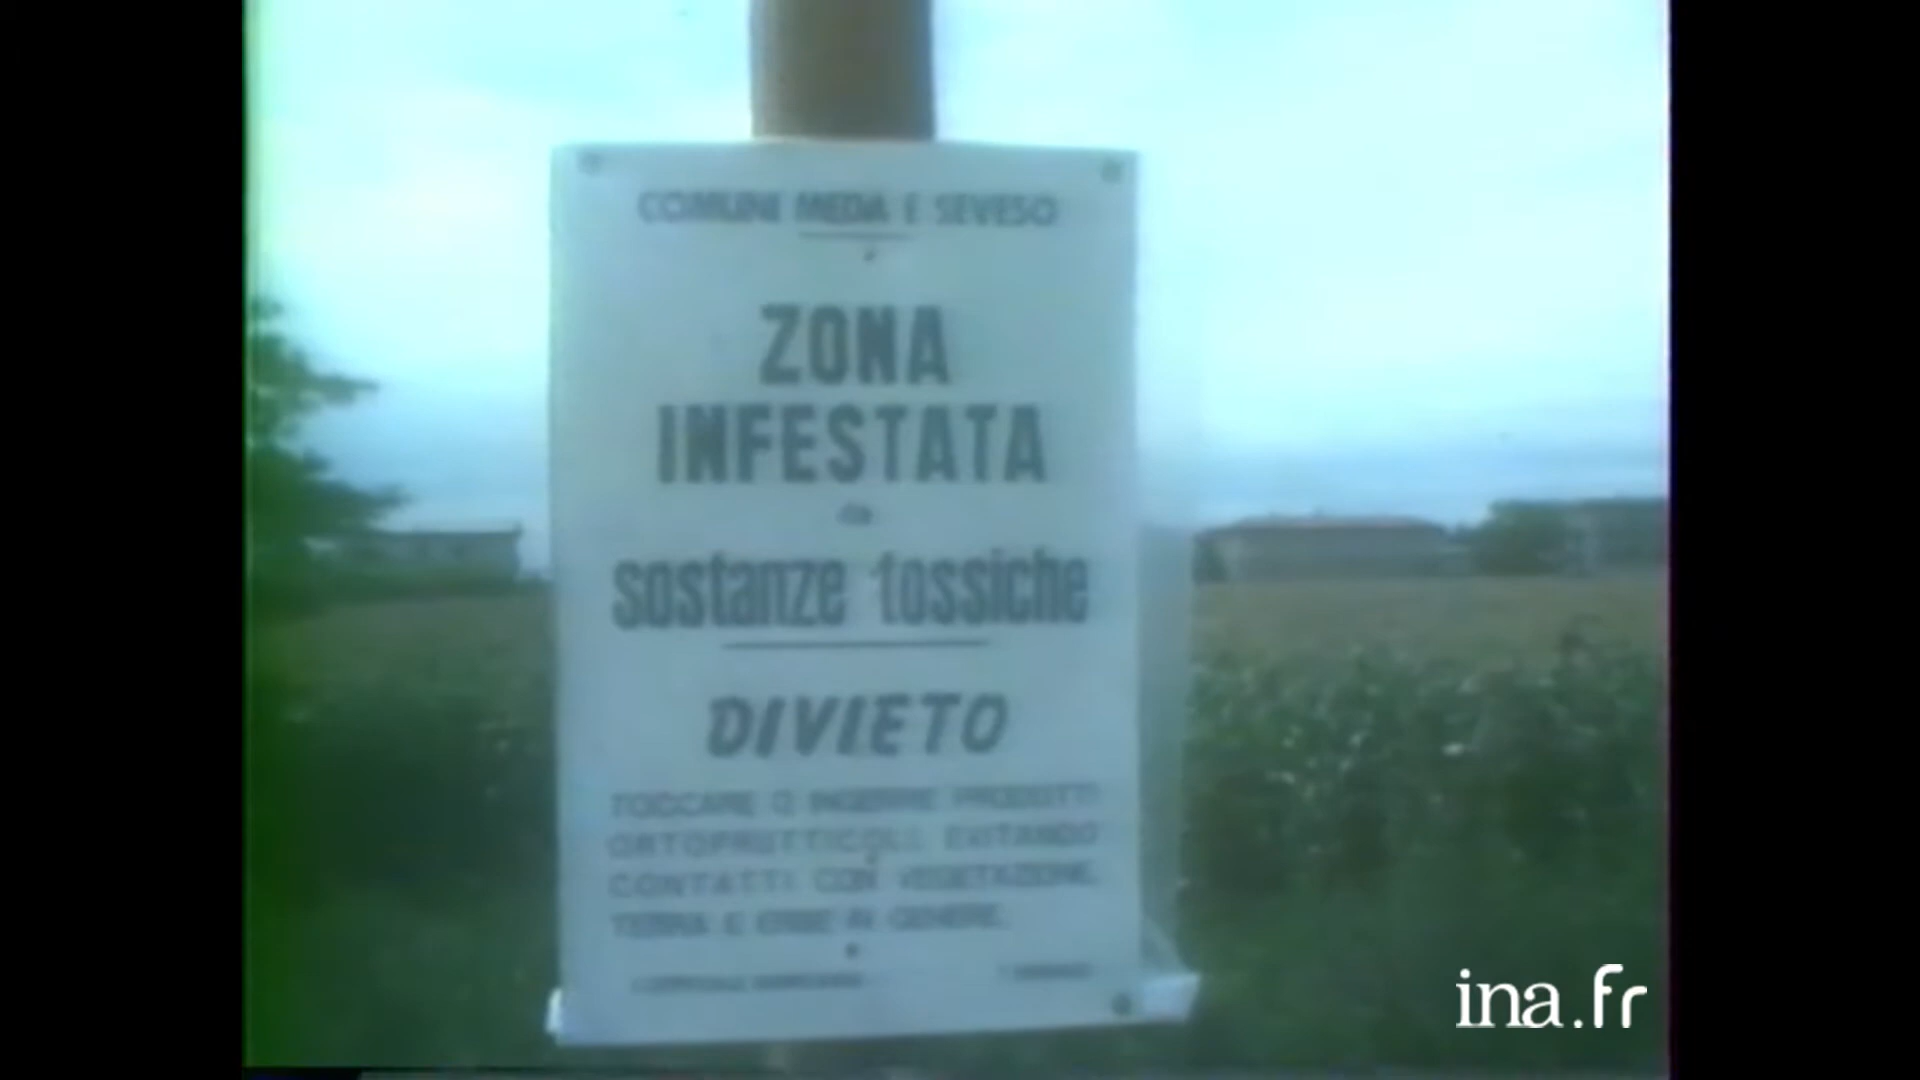 COMUNI MEDA E SEVESO
ZONA
INFESTATA
da
sostanze tossiche
DIVIETO
TOCCARE O INGERIRE PRODOTTI
ORTOFRUTTICOLI, EVITANDO
CONTATTI CON VEGETAZIONE,
TERRA E ERBE IN GENERE.
ina.fr